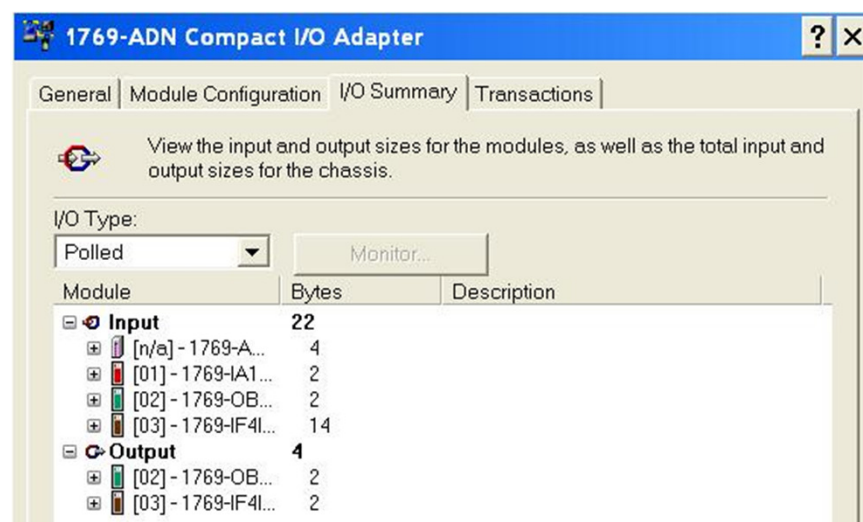 1769-ADN Compact I/O Adapter
General Module Configuration I/O Summary Transactions
View the input and output sizes for the modules, as well as the total input and
output sizes for the chassis.
I/O Type:
Polled Monitor...
Module Bytes Description
Input 22
[n/a] - 1769-A... 4
[01] - 1769-IA1... 2
[02] - 1769-OB... 2
[03] - 1769-IF4I... 14
Output 4
[02] - 1769-OB... 2
[03] - 1769-IF4I... 2